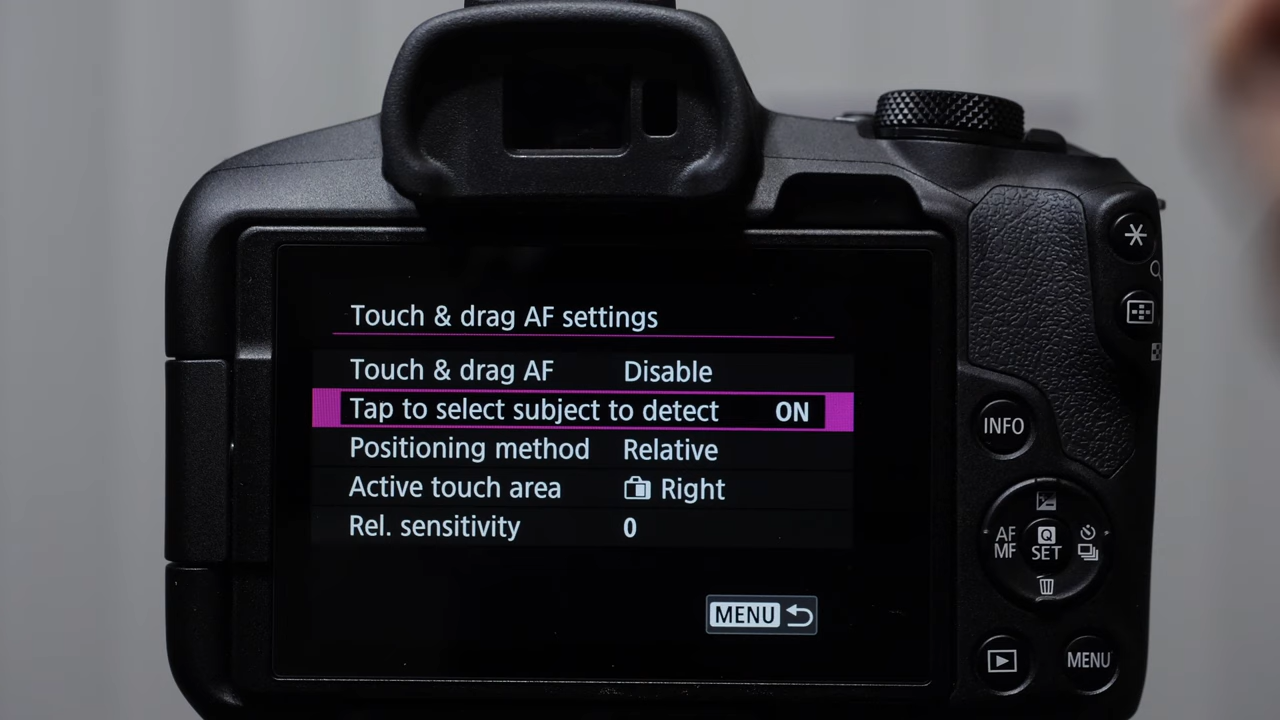 Touch & drag AF settings
Touch & drag AF Disable
Tap to select subject to detect ON
Positioning method Relative
Active touch area Right
Rel. sensitivity 0
MENU
INFO
AF
MF
Q
SET
MENU